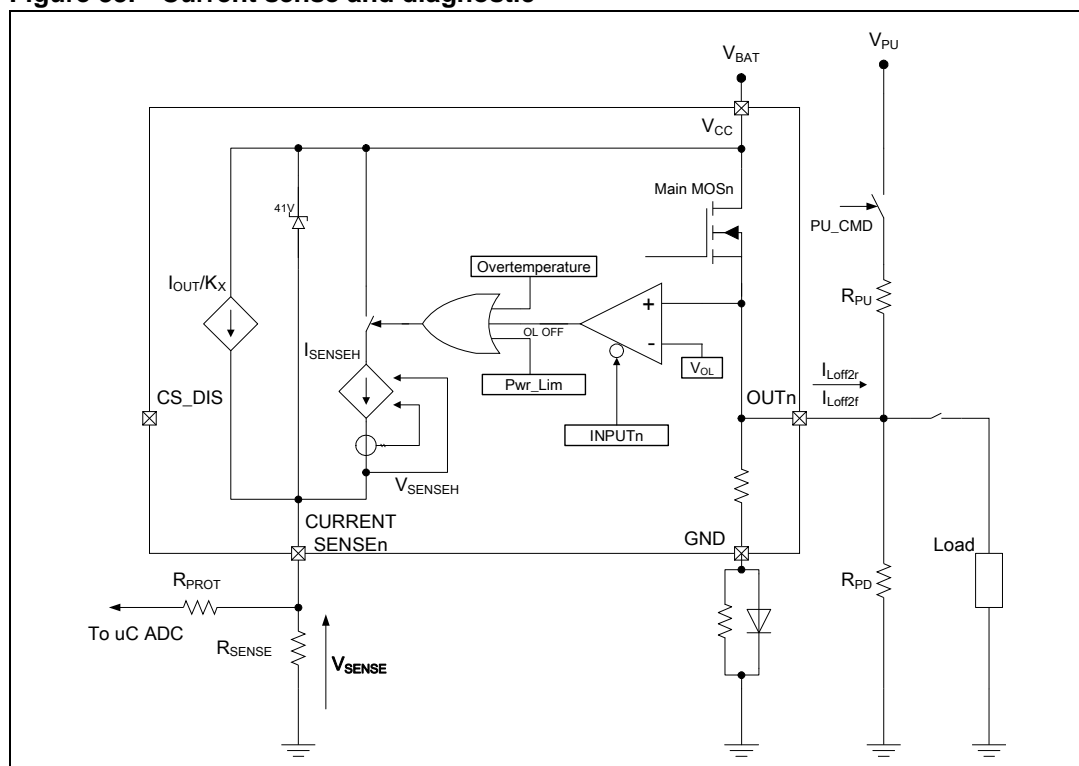 Figure 35. Current sense and diagnostic
VBAT
VPU
VCC
Main MOSn
41V
PU_CMD
Overtemperature
RPU
IOUT/KX
+
OL OFF
-
ISENSEH
VOL
Pwr_Lim
ILoff2r
OUTn
ILoff2f
CS_DIS
INPUTn
VSENSEH
CURRENT
SENSEn
GND
Load
RPROT
RPD
To uC ADC
RSENSE
VSENSE